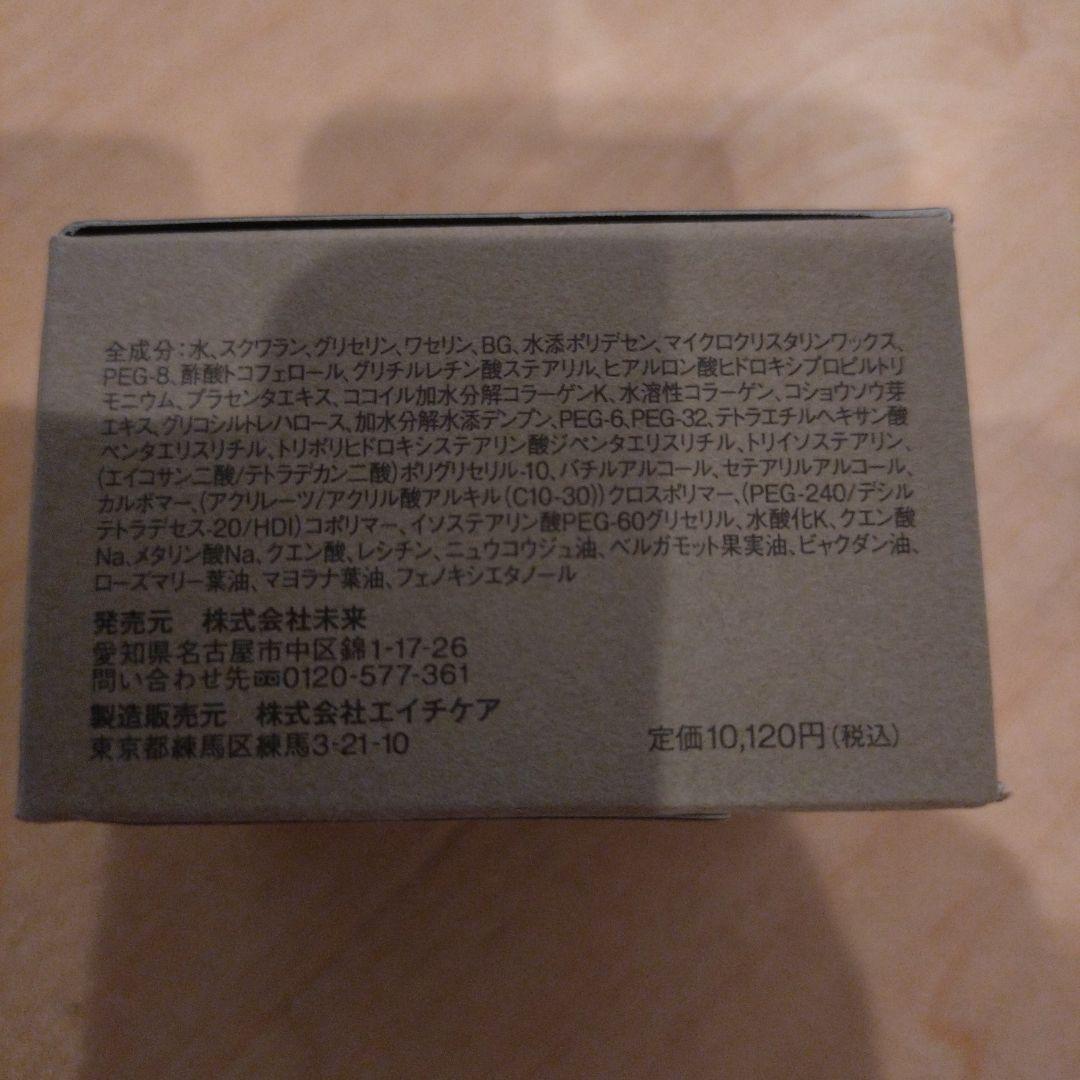 全成分:水、スクワラン、グリセリン、ワセリン、BG、水添ポリデセン、マイクロクリスタリンワックス、
PEG-8、酢酸トコフェロール、グリチルレチン酸ステアリル、ヒアルロン酸ヒドロキシプロピルトリ
モニウム、プラセンタエキス、ココイル加水分解コラーゲンK、水溶性コラーゲン、コショウソウ芽
エキス、グリコシルトレハロース、加水分解水添デンプン、PEG-6、PEG-32、テトラエチルヘキサン酸
ペンタエリスリチル、トリポリヒドロキシステアリン酸ジペンタエリスリチル、トリイソステアリン、
(エイコサン二酸/テトラデカン二酸)ポリグリセリル-10、バチルアルコール、セテアリルアルコール、
カルボマー、(アクリレーツ/アクリル酸アルキル(C10-30))クロスポリマー、(PEG-240/デシル
テトラデセス-20/HDI)コポリマー、イソステアリン酸PEG-60グリセリル、水酸化K、クエン酸
Na、メタリン酸Na、クエン酸、レシチン、ニュウコウジュ油、ベルガモット果実油、ビャクダン油、
ローズマリー葉油、マヨラナ葉油、フェノキシエタノール
発売元 株式会社未来
愛知県名古屋市中区錦1-17-26
問い合わせ先 0120-577-361
製造販売元 株式会社エイチケア
東京都練馬区練馬3-21-10
定価10,120円(税込)